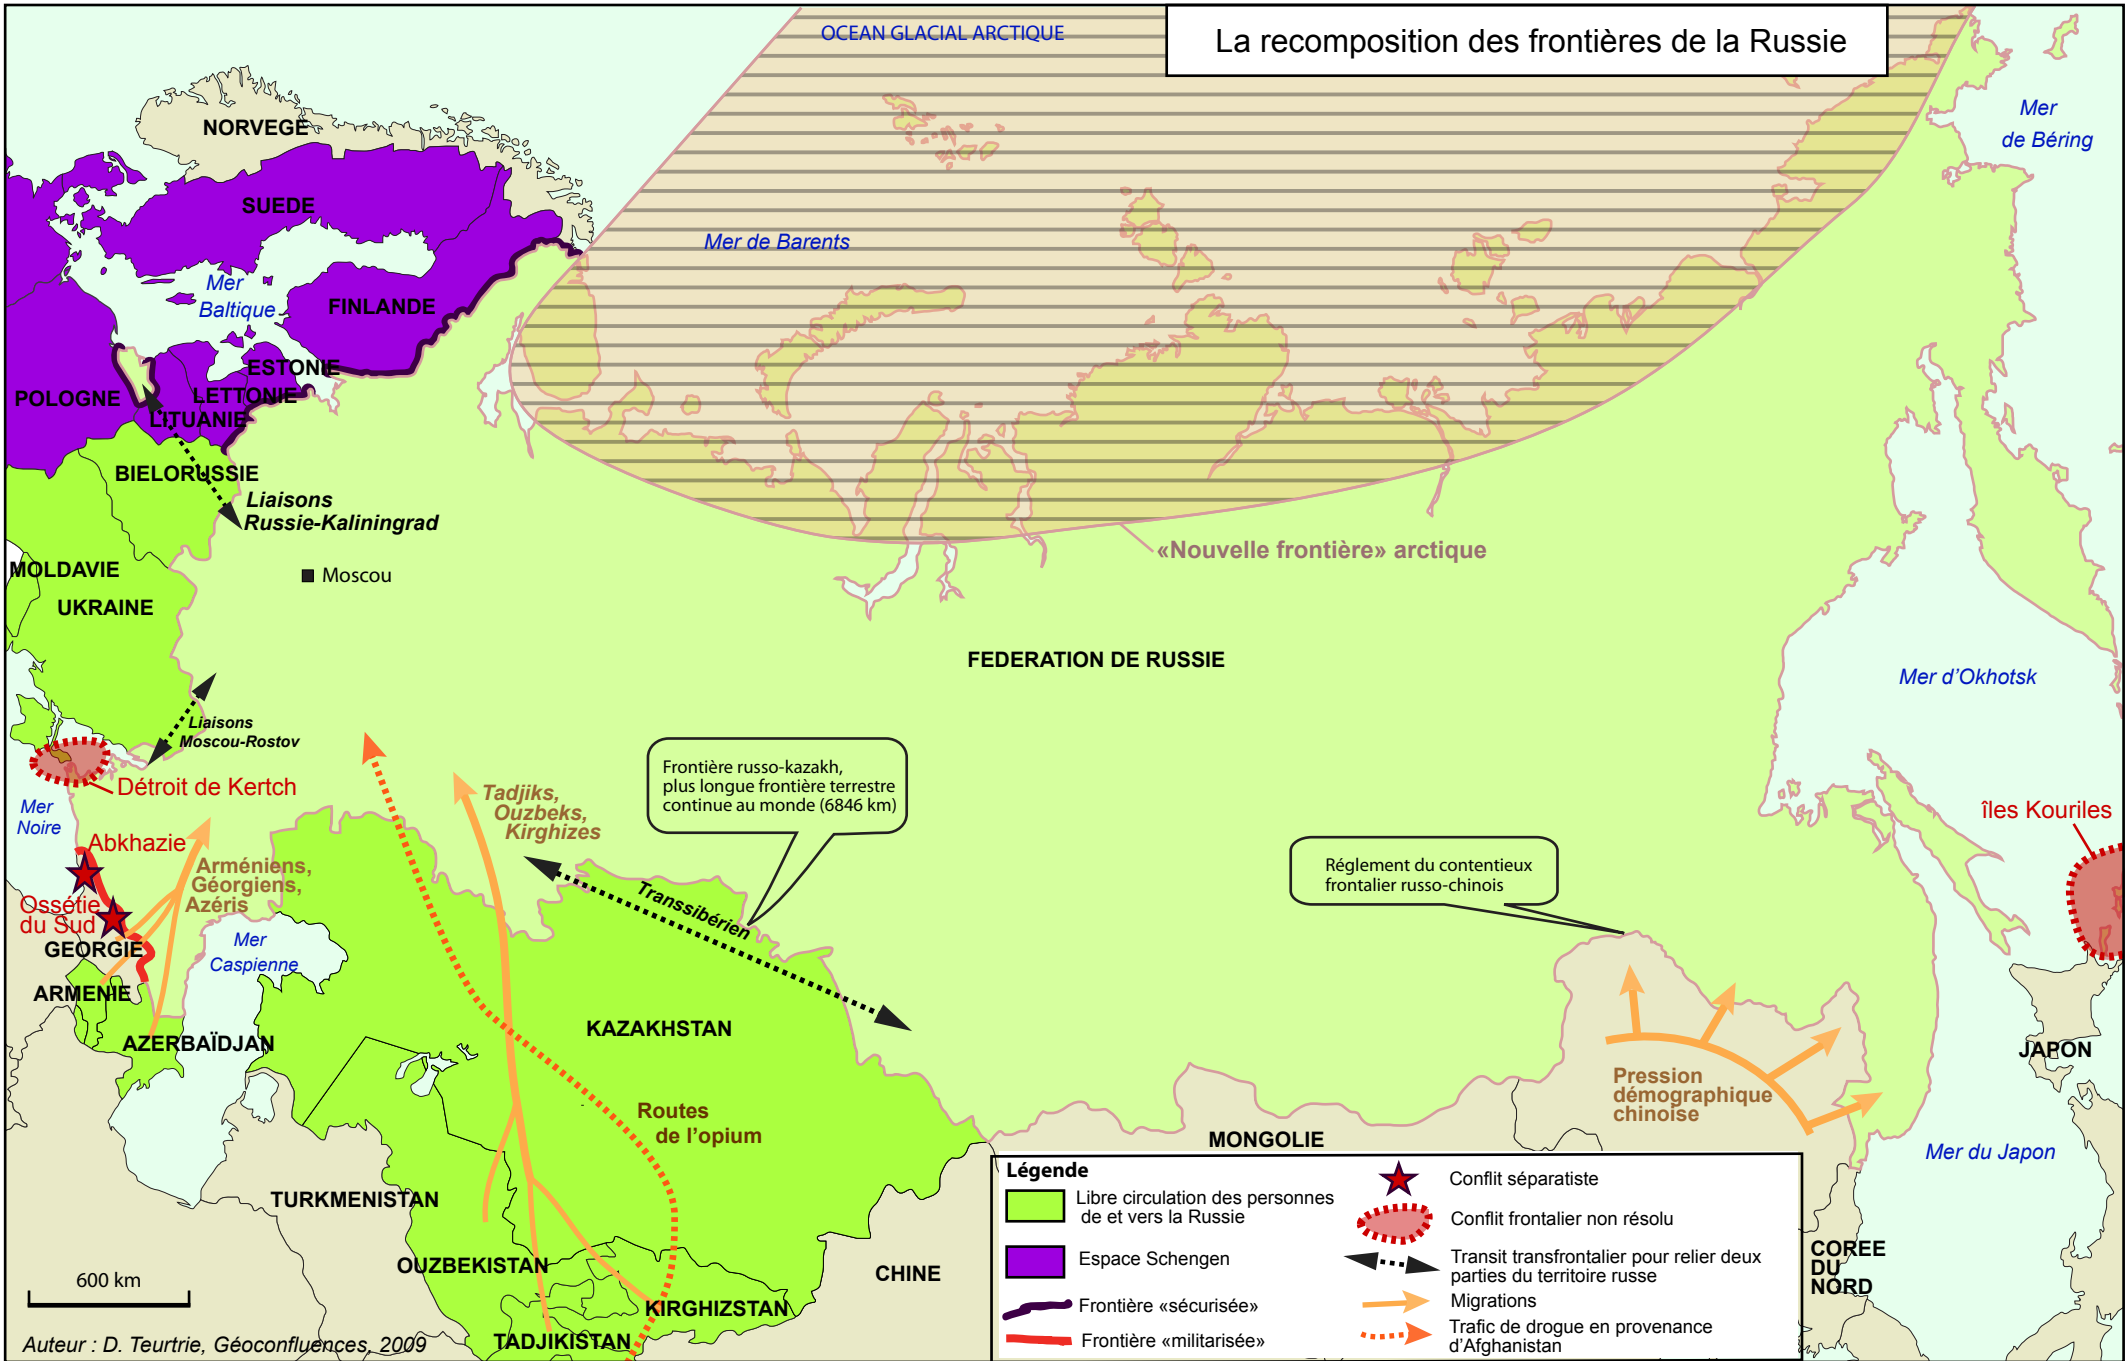 La recomposition des frontières de la Russie
OCEAN GLACIAL ARCTIQUE
Mer
de Béring
NORVEGE
SUEDE
Mer de Barents
Mer
Baltique
FINLANDE
ESTONIE
LETTONIE
LITUANIE
POLOGNE
BIELORUSSIE
Liaisons
Russie-Kaliningrad
«Nouvelle frontière» arctique
MOLDAVIE
UKRAINE
Moscou
FEDERATION DE RUSSIE
Mer d'Okhotsk
Liaisons
Moscou-Rostov
Détroit de Kertch
Mer
Noire
Abkhazie
Ossétie
du Sud
Arméniens,
Géorgiens,
Azéris
Tadjiks,
Ouzbeks,
Kirghizes
Frontière russo-kazakh,
plus longue frontière terrestre
continue au monde (6846 km)
Transsibérien
Réglement du contentieux
frontalier russo-chinois
îles Kouriles
GEORGIE
ARMENIE
AZERBAÏDJAN
Mer
Caspienne
KAZAKHSTAN
Routes
de l'opium
Pression
démographique
chinoise
JAPON
MONGOLIE
Mer du Japon
TURKMENISTAN
OUZBEKISTAN
KIRGHIZSTAN
TADJIKISTAN
CHINE
COREE
DU
NORD
Légende
Libre circulation des personnes
de et vers la Russie
Espace Schengen
Frontière «sécurisée»
Frontière «militarisée»
Conflit séparatiste
Conflit frontalier non résolu
Transit transfrontalier pour relier deux
parties du territoire russe
Migrations
Trafic de drogue en provenance
d'Afghanistan
600 km
Auteur : D. Teurtrie, Géoconfluences, 2009